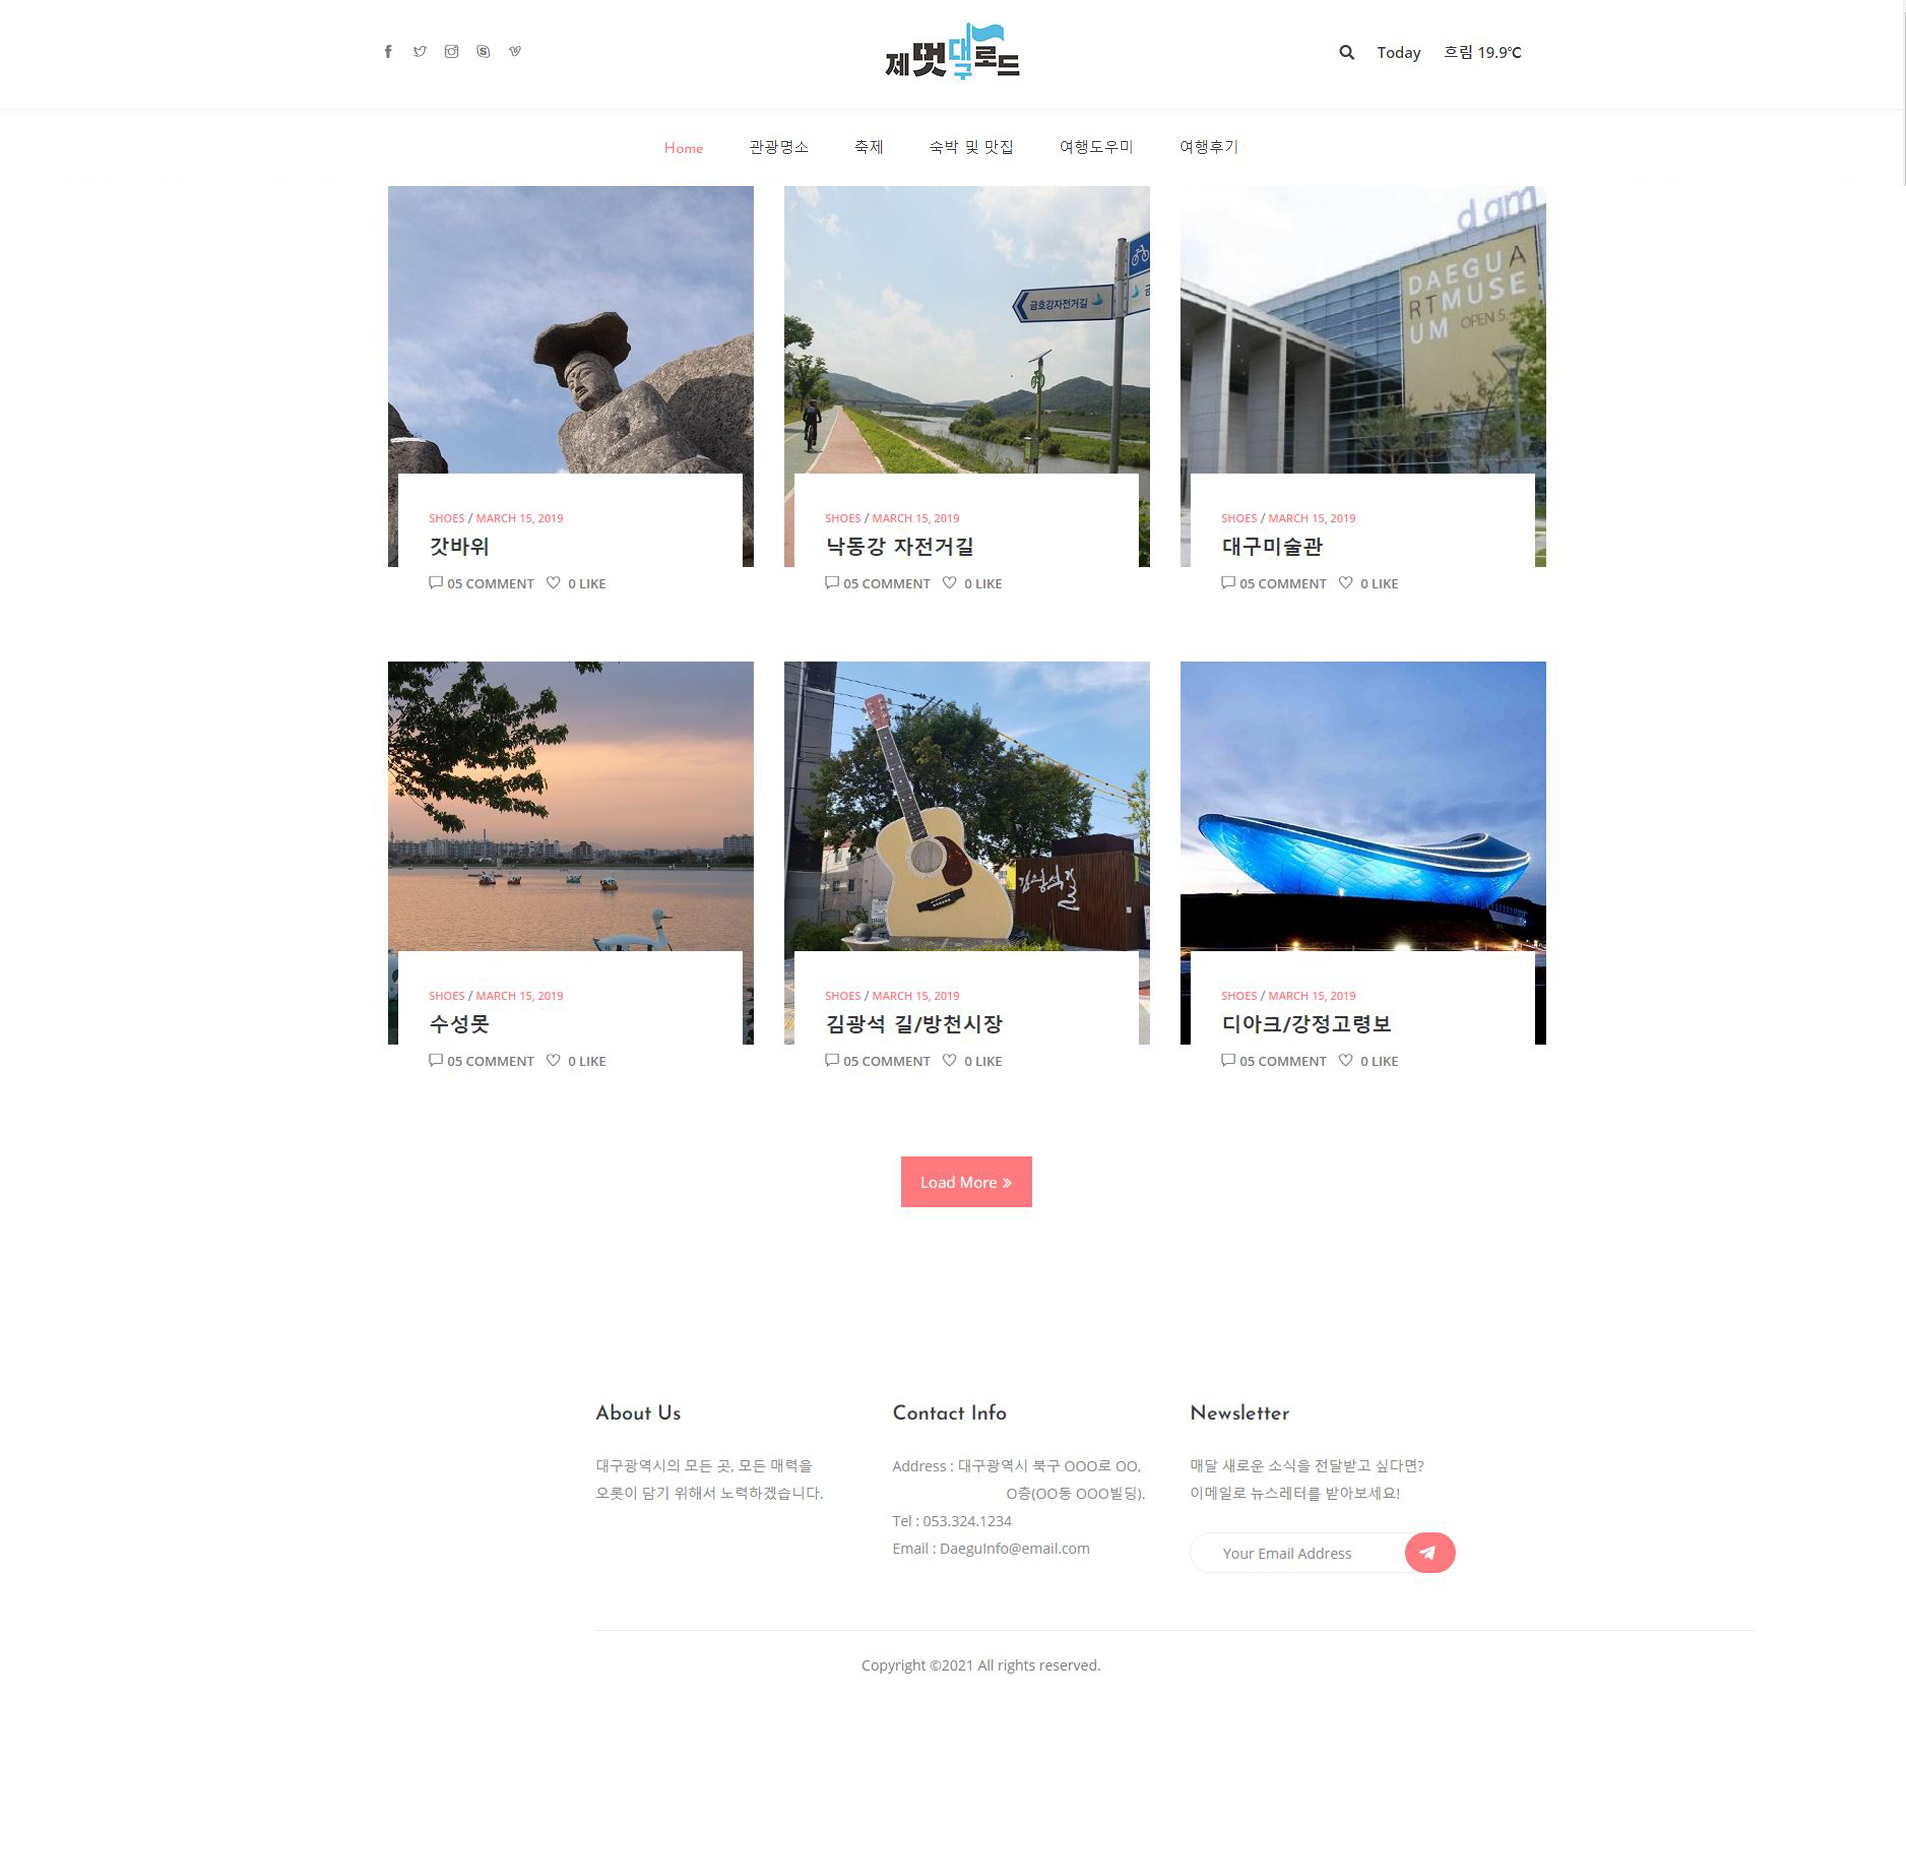 제멋대구로드
Today 흐림 19.9℃
Home 관광명소 축제 숙박 및 맛집 여행도우미 여행후기
금호강자전거길
dam
DAEGU A
RTMUSE
UM OPEN 5.
SHOES / MARCH 15, 2019
갓바위
05 COMMENT 0 LIKE
SHOES / MARCH 15, 2019
낙동강 자전거길
05 COMMENT 0 LIKE
SHOES / MARCH 15, 2019
대구미술관
05 COMMENT 0 LIKE
김광석길
SHOES / MARCH 15, 2019
수성못
05 COMMENT 0 LIKE
SHOES / MARCH 15, 2019
김광석 길/방천시장
05 COMMENT 0 LIKE
SHOES / MARCH 15, 2019
디아크/강정고령보
05 COMMENT 0 LIKE
Load More »
About Us
대구광역시의 모든 곳, 모든 매력을
오롯이 담기 위해서 노력하겠습니다.
Contact Info
Address : 대구광역시 북구 OOO로 OO,
O층(OO동 OOO빌딩).
Tel : 053.324.1234
Email : DaeguInfo@email.com
Newsletter
매달 새로운 소식을 전달받고 싶다면?
이메일로 뉴스레터를 받아보세요!
Your Email Address
Copyright ©2021 All rights reserved.